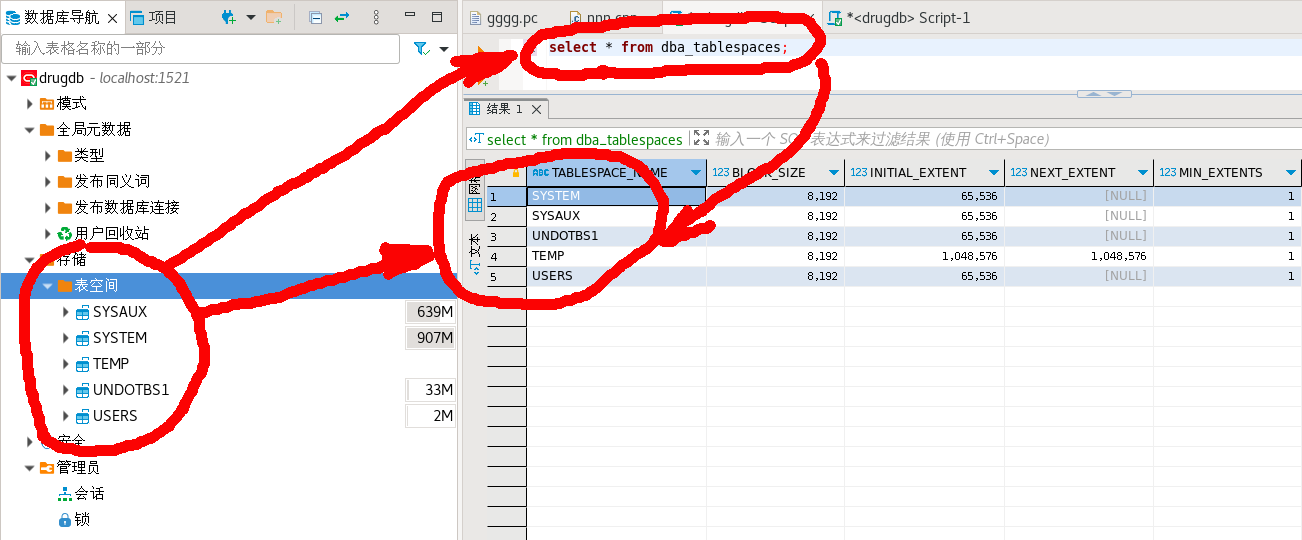 数据库导航
项目
输入表格名称的一部分
drugdb - localhost:1521
模式
全局元数据
类型
发布同义词
发布数据库连接
用户回收站
存储
表空间
SYSAUX 639M
SYSTEM 907M
TEMP
UNDOTBS1 33M
USERS 2M
安全
管理员
会话
锁
gggg.pc
*<drugdb> Script-1
select * from dba_tablespaces;
结果 1
select * from dba_tablespaces 输入一个 表达式来过滤结果 (使用 Ctrl+Space)
文本
ABC TABLESPACE_NAME 123 BLOCK_SIZE 123 INITIAL_EXTENT 123 NEXT_EXTENT 123 MIN_EXTENTS
1 SYSTEM 8,192 65,536 [NULL] 1
2 SYSAUX 8,192 65,536 [NULL] 1
3 UNDOTBS1 8,192 65,536 [NULL] 1
4 TEMP 8,192 1,048,576 1,048,576 1
5 USERS 8,192 65,536 [NULL] 1